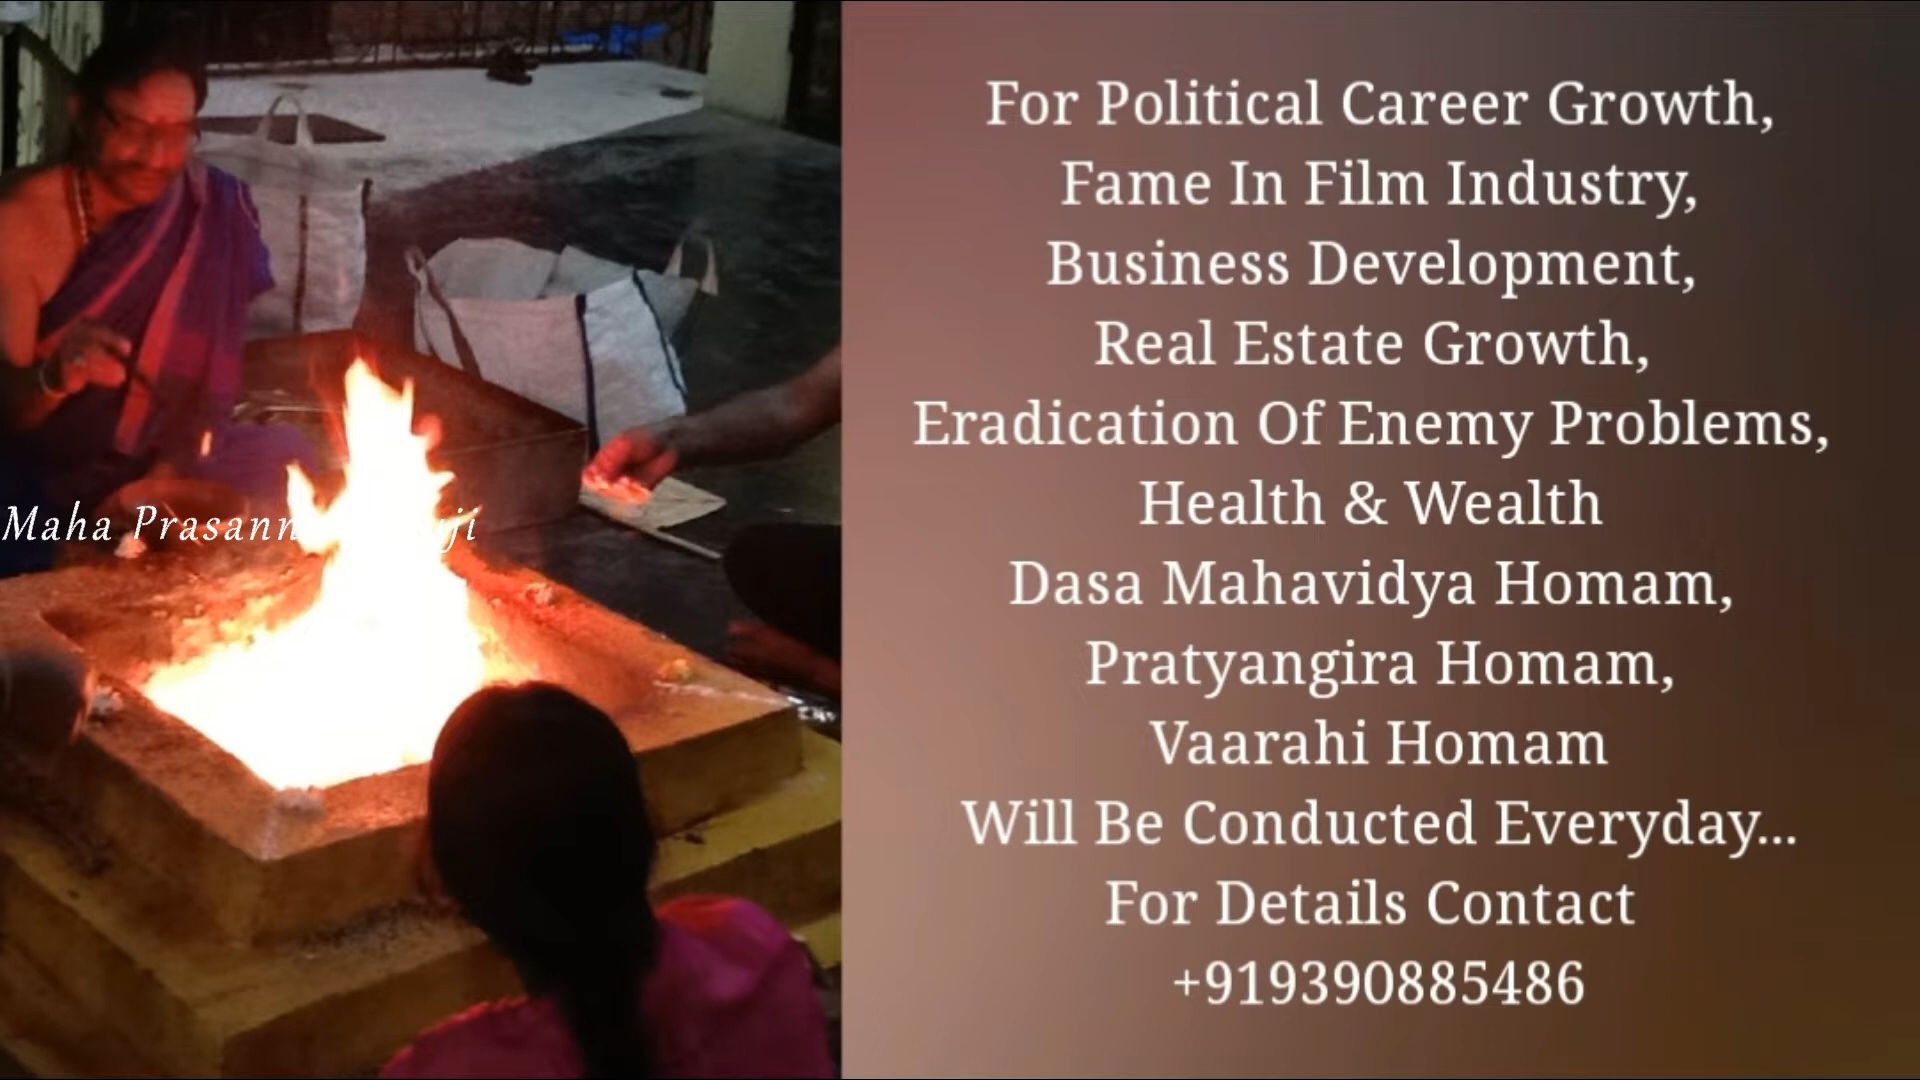 Maha Prasann
For Political Career Growth,
Fame In Film Industry,
Business Development,
Real Estate Growth,
Eradication Of Enemy Problems,
Health & Wealth
Dasa Mahavidya Homam,
Pratyangira Homam,
Vaarahi Homam
Will Be Conducted Everyday...
For Details Contact
+919390885486